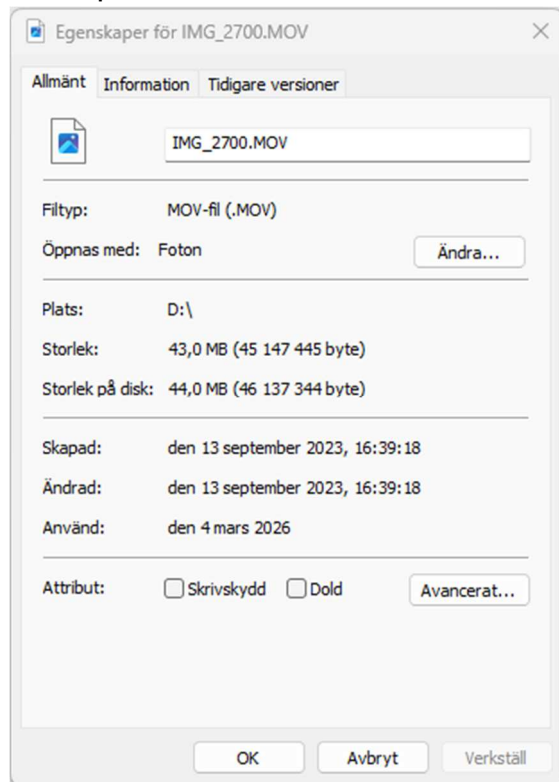 Egenskaper för IMG_2700.MOV
Allmänt Information Tidigare versioner
IMG_2700.MOV
Filtyp: MOV-fil (.MOV)
Öppnas med: Foton Ändra...
Plats: D:\
Storlek: 43,0 MB (45 147 445 byte)
Storlek på disk: 44,0 MB (46 137 344 byte)
Skapad: den 13 september 2023, 16:39:18
Ändrad: den 13 september 2023, 16:39:18
Använd: den 4 mars 2026
Attribut: Skrivskydd Dold Avancerat...
OK Avbryt Verkställ